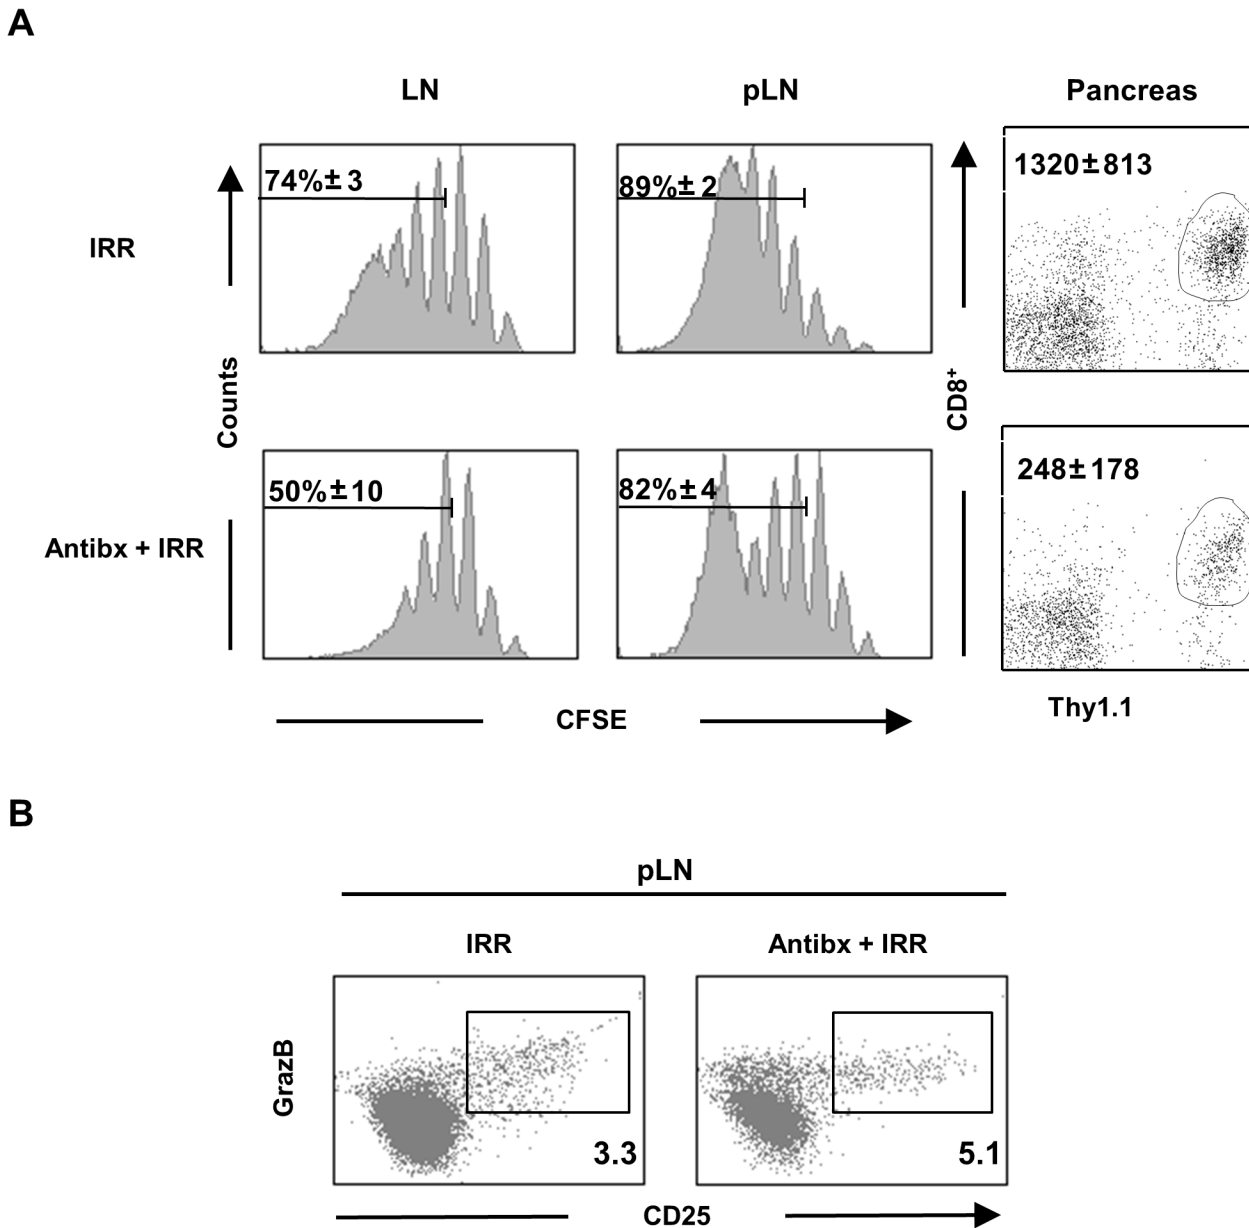 A
LN
pLN
Pancreas
74%± 3
89%± 2
1320±813
IRR
Counts
CD8⁺
50%±10
82%± 4
248±178
Antibx + IRR
CFSE
Thy1.1
B
pLN
IRR
Antibx + IRR
GrazB
3.3
5.1
CD25